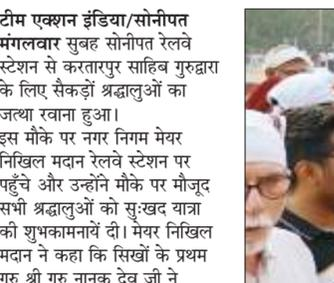 टीम एक्शन इंडिया/सोनीपत
मंगलवार सुबह सोनीपत रेलवे
स्टेशन से करतारपुर साहिब गुरुद्वारा
के लिए सैकड़ों श्रद्धालुओं का
जत्था रवाना हुआ।
इस मौके पर नगर निगम मेयर
निखिल मदान रेलवे स्टेशन पर
पहुँचे और उन्होंने मौके पर मौजूद
सभी श्रद्धालुओं को सु:खद यात्रा
की शुभकामनायें दी। मेयर निखिल
मदान ने कहा कि सिखों के प्रथम
गुरु श्री गुरु नानक देव जी ने